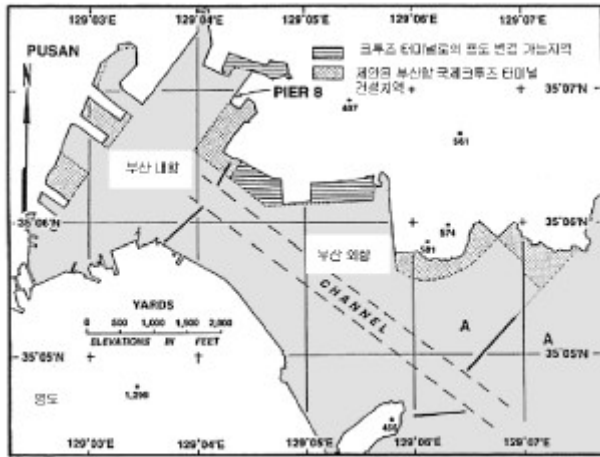 129°03'E 129°04'E 129°05'E 129°06'E 129°07'E
PUSAN
N
크루즈 터미널로의 용도 변경 가능지역
제안된 부산항 국제크루즈 터미널
건설지역
35°07'N
PIER 8
487
561
부산 내항
35°06'N
35°06'N
574
581
부산 외항
CHANNEL
YARDS
0 500 1,000 1,500 2,000
ELEVATIONS IN FEET
A
A
35°05'N
35°05'N
영도
1,296
129°03'E 129°04'E 129°05'E 129°06'E 129°07'E